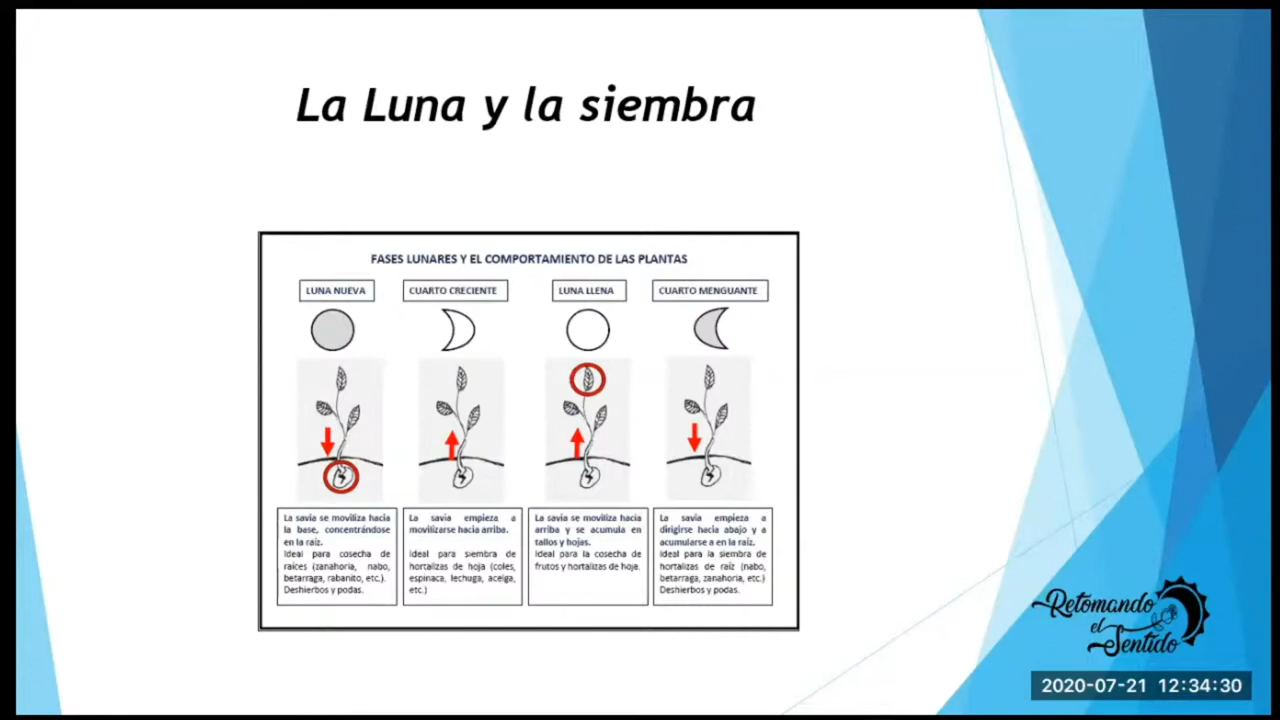 La Luna y la siembra
FASES LUNARES Y EL COMPORTAMIENTO DE LAS PLANTAS
LUNA NUEVA
CUARTO CRECIENTE
LUNA LLENA
CUARTO MENGUANTE
La savia se moviliza hacia
la base, concentrándose
en la raíz.
Ideal para cosecha de
raíces (zanahoria, nabo,
betarraga, rabanito, etc.).
Deshierbos y podas.
La savia empieza a
movilizarse hacia arriba.
Ideal para siembra de
hortalizas de hoja (coles,
espinaca, lechuga, acelga,
etc.)
La savia se moviliza hacia
arriba y se acumula en
tallos y hojas.
Ideal para la cosecha de
frutos y hortalizas de hoja.
La savia empieza a
dirigirse hacia abajo y a
acumularse a en la raíz.
Ideal para la siembra de
hortalizas de raíz (nabo,
betarraga, zanahoria, etc.)
Deshierbos y podas.
Retomando
el
Sentido
2020-07-21 12:34:30